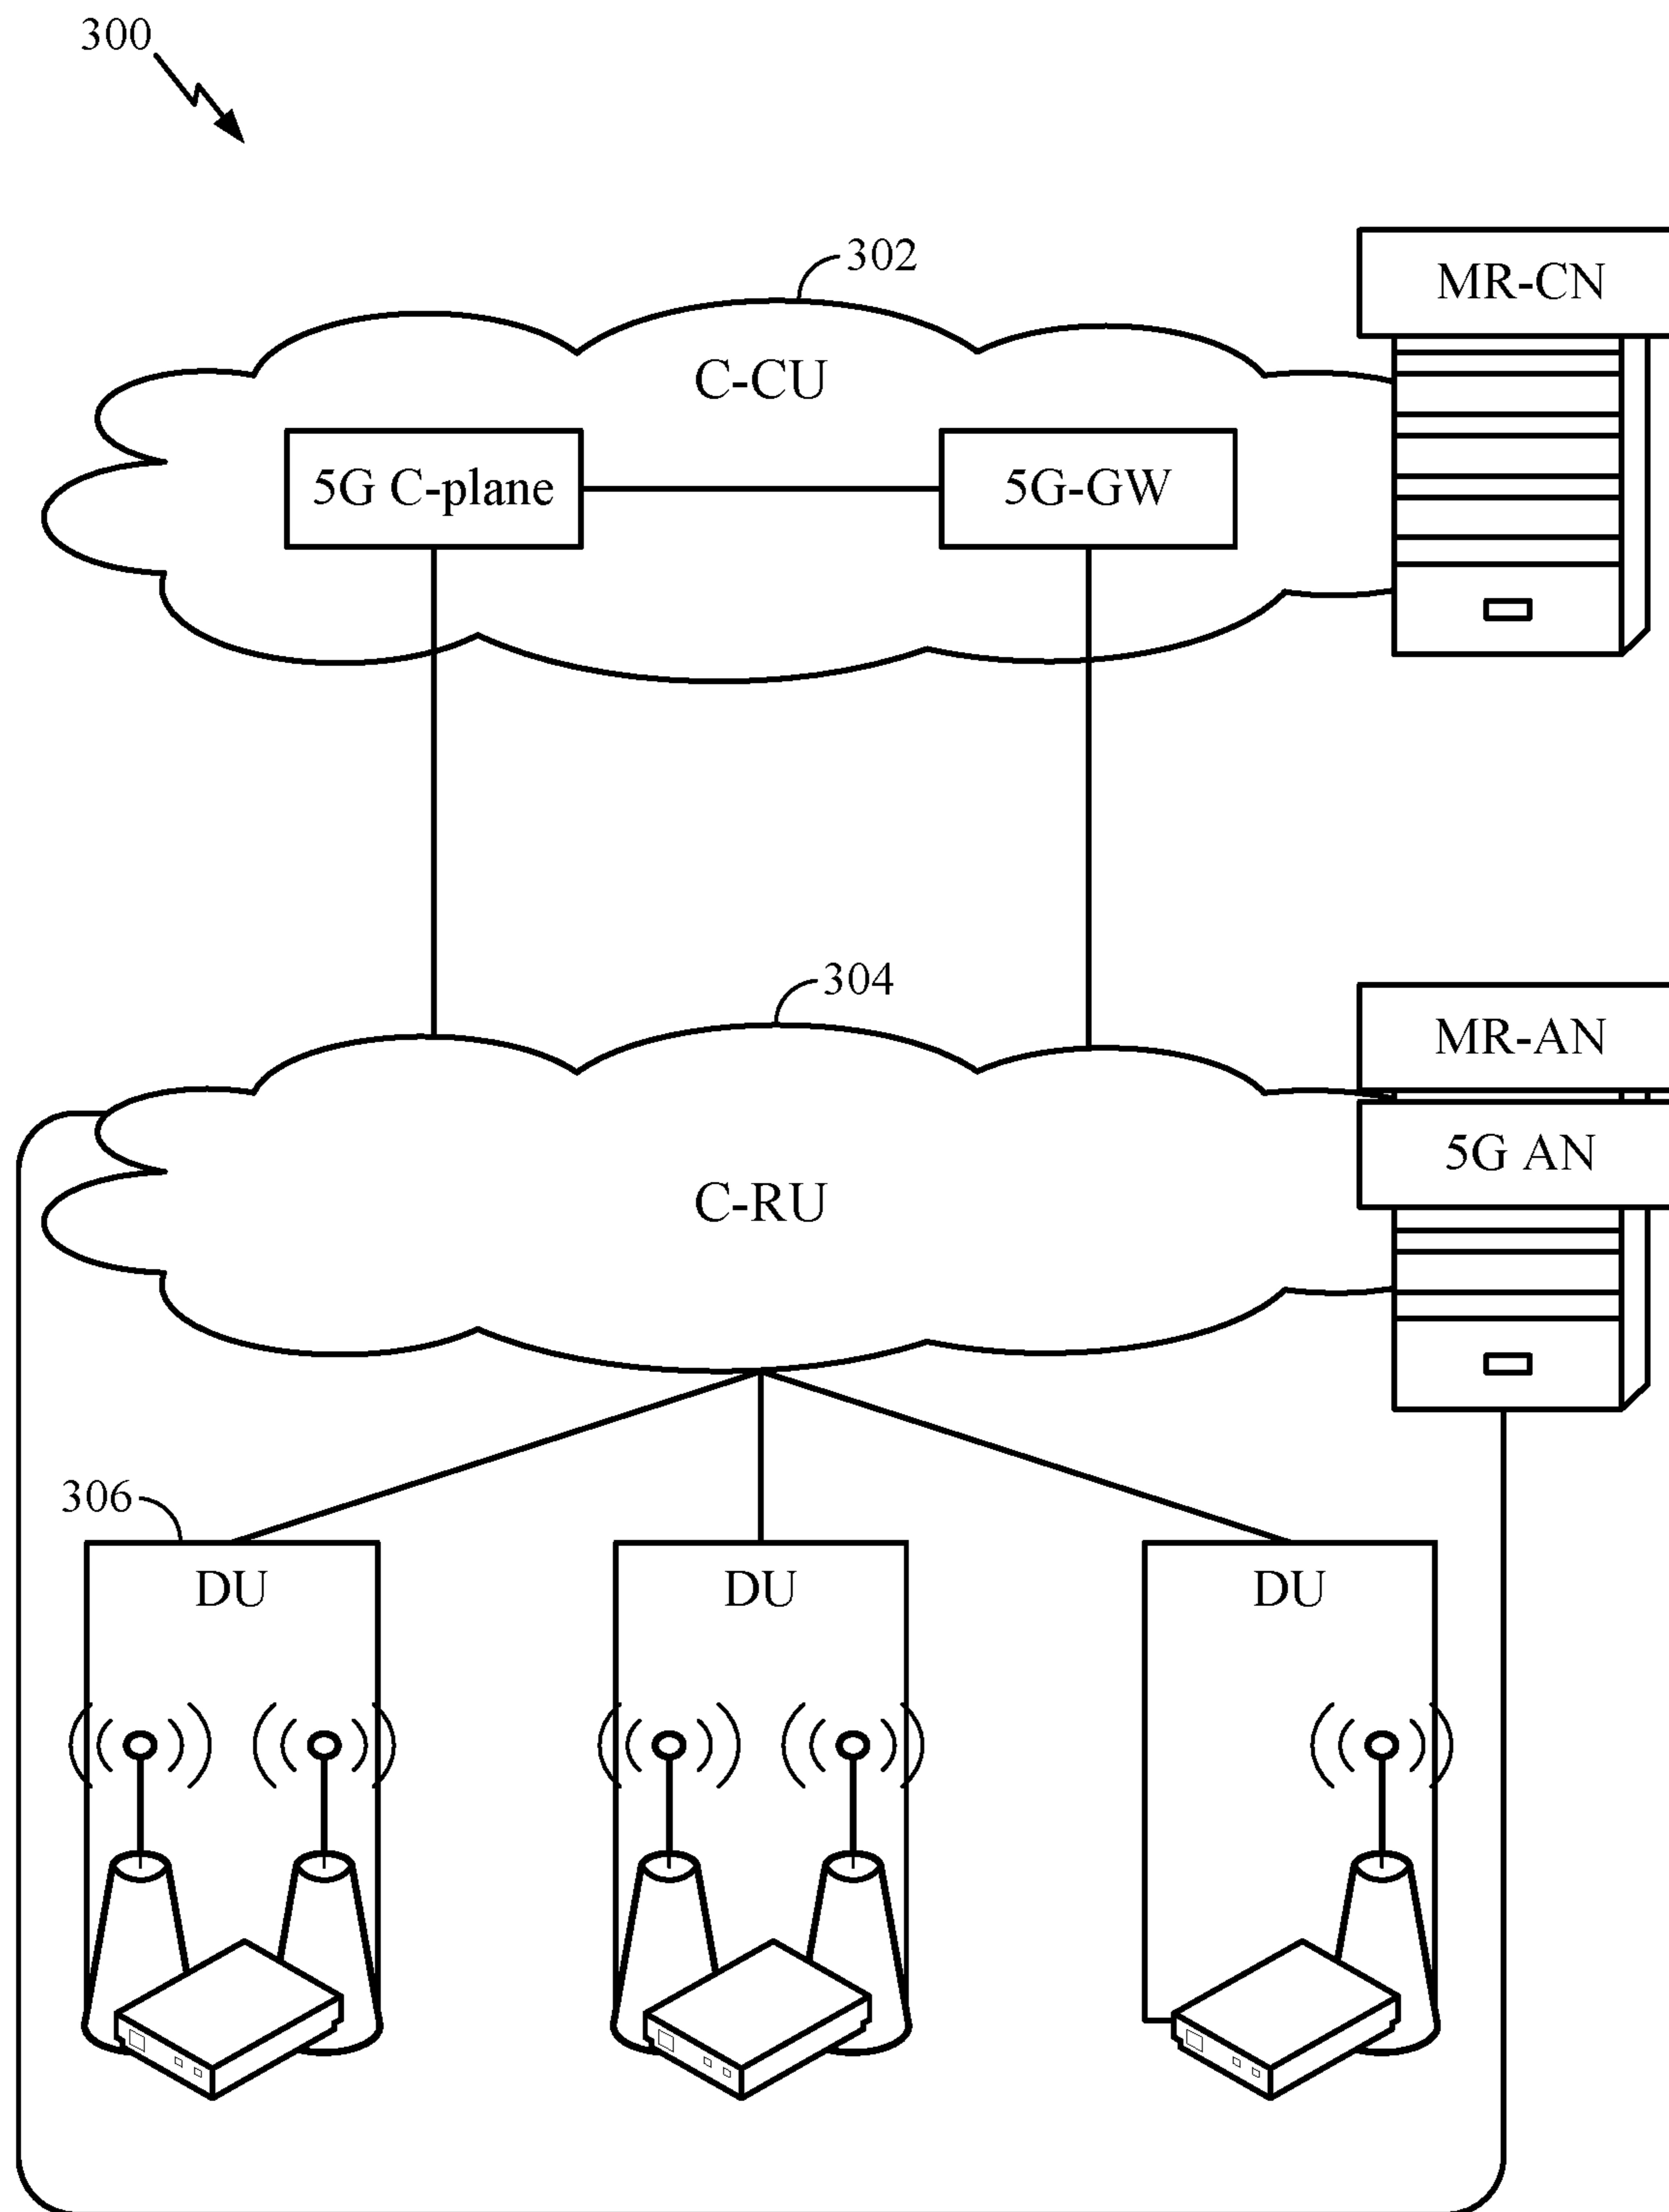 300
302
MR-CN
C-CU
5G C-plane
5G-GW
304
MR-AN
5G AN
C-RU
306
DU
DU
DU